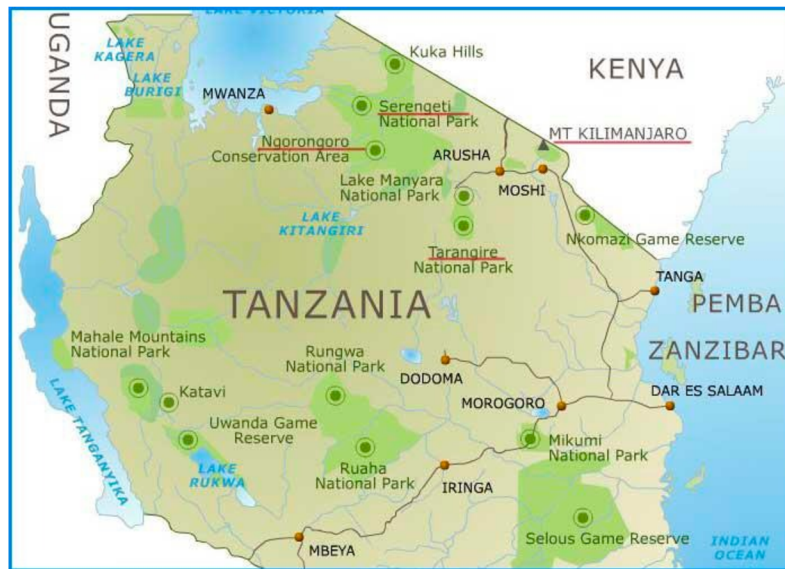 LAKE VICTORIA
UGANDA
LAKE
KAGERA
LAKE
BURIGI
MWANZA
Kuka Hills
KENYA
Serengeti
National Park
Ngorongoro
Conservation Area
ARUSHA
MT KILIMANJARO
Lake Manyara
National Park
MOSHI
LAKE
KITANGIRI
Nkomazi Game Reserve
Tarangire
National Park
TANGA
TANZANIA
PEMBA
Mahale Mountains
National Park
Rungwa
National Park
ZANZIBAR
DODOMA
Katavi
MOROGORO
DAR ES SALAAM
LAKE TANGANYIKA
Uwanda Game
Reserve
LAKE
RUKWA
Ruaha
National Park
Mikumi
National Park
IRINGA
MBEYA
Selous Game Reserve
INDIAN
OCEAN